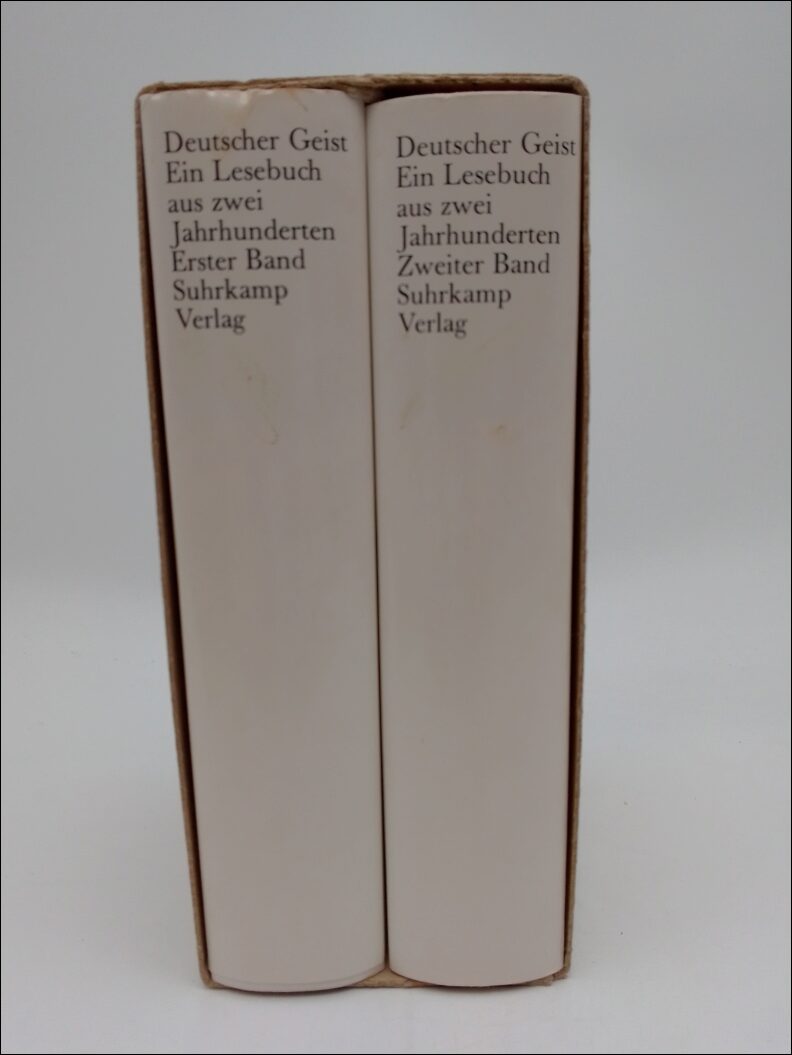 Deutscher Geist
Ein Lesebuch
aus zwei
Jahrhunderten
Erster Band
Suhrkamp
Verlag
Deutscher Geist
Ein Lesebuch
aus zwei
Jahrhunderten
Zweiter Band
Suhrkamp
Verlag